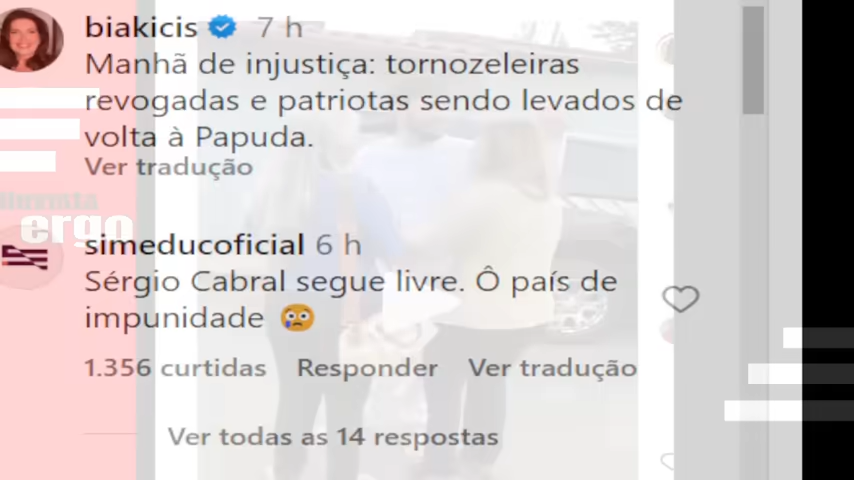 biakicis 7 h
Manhã de injustiça: tornozeleiras
revogadas e patriotas sendo levados de
volta à Papuda.
Ver tradução
ergo
simeducoficial 6 h
Sérgio Cabral segue livre. Ô país de
impunidade 😢
1.356 curtidas Responder Ver tradução
Ver todas as 14 respostas